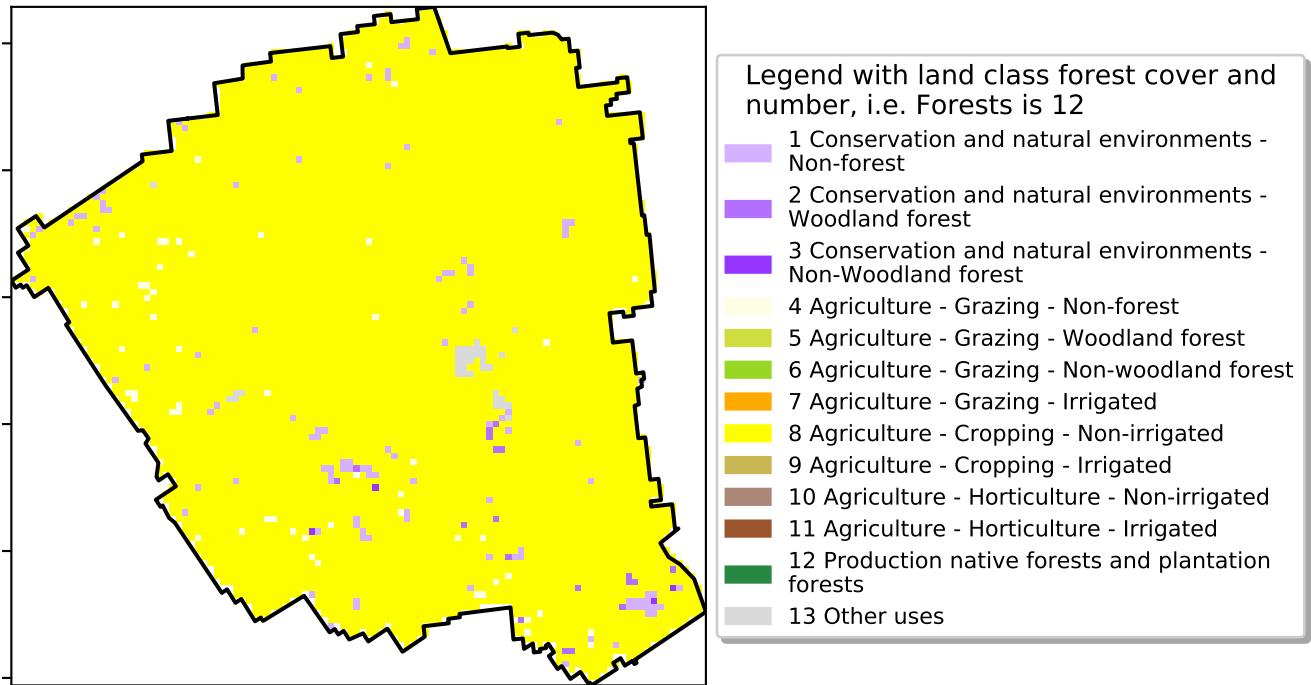 Legend with land class forest cover and
number, i.e. Forests is 12
1 Conservation and natural environments -
Non-forest
2 Conservation and natural environments -
Woodland forest
3 Conservation and natural environments -
Non-Woodland forest
4 Agriculture - Grazing - Non-forest
5 Agriculture - Grazing - Woodland forest
6 Agriculture - Grazing - Non-woodland forest
7 Agriculture - Grazing - Irrigated
8 Agriculture - Cropping - Non-irrigated
9 Agriculture - Cropping - Irrigated
10 Agriculture - Horticulture - Non-irrigated
11 Agriculture - Horticulture - Irrigated
12 Production native forests and plantation
forests
13 Other uses